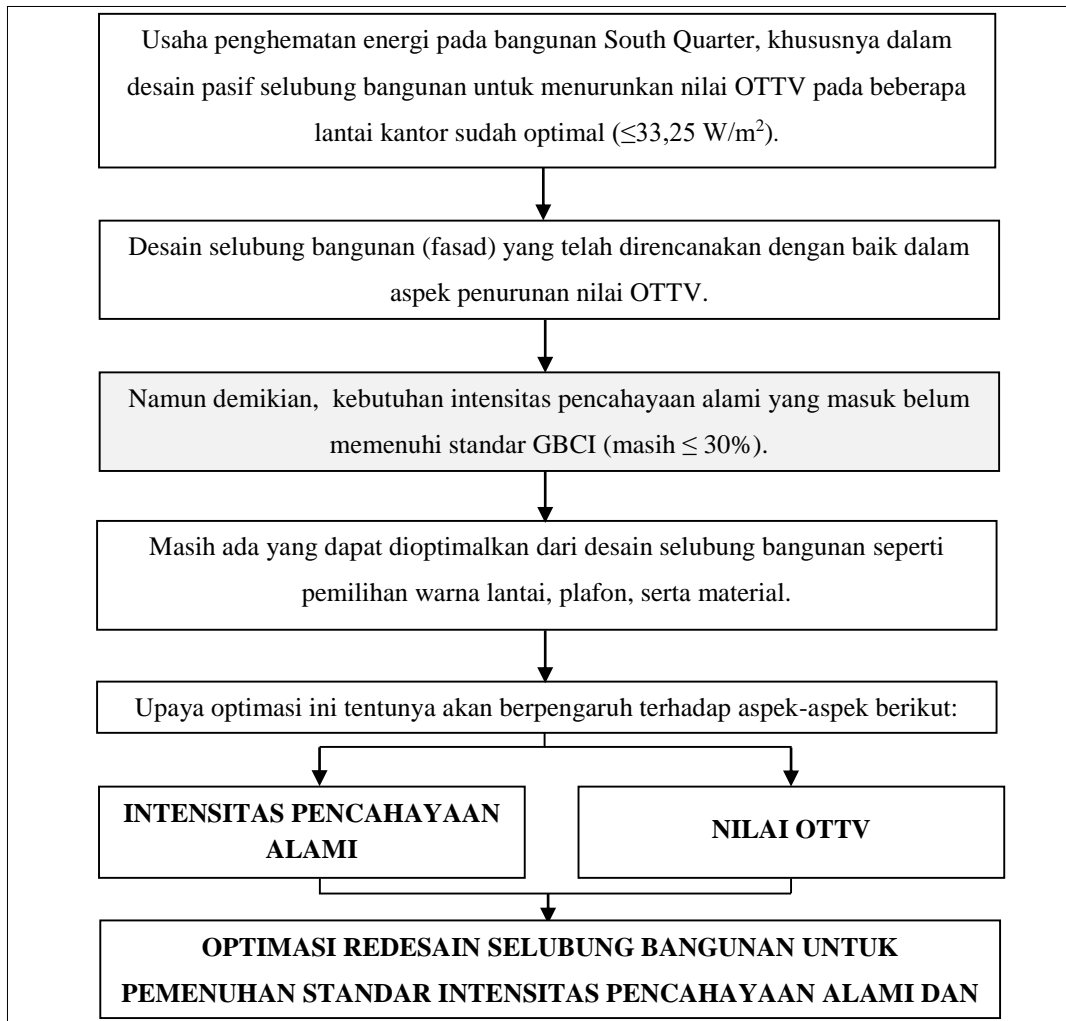 Usaha penghematan energi pada bangunan South Quarter, khususnya dalam
desain pasif selubung bangunan untuk menurunkan nilai OTTV pada beberapa
lantai kantor sudah optimal (≤33,25 W/m²).
Desain selubung bangunan (fasad) yang telah direncanakan dengan baik dalam
aspek penurunan nilai OTTV.
Namun demikian,  kebutuhan intensitas pencahayaan alami yang masuk belum
memenuhi standar GBCI (masih ≤ 30%).
Masih ada yang dapat dioptimalkan dari desain selubung bangunan seperti
pemilihan warna lantai, plafon, serta material.
Upaya optimasi ini tentunya akan berpengaruh terhadap aspek-aspek berikut:
INTENSITAS PENCAHAYAAN
ALAMI
NILAI OTTV
OPTIMASI REDESAIN SELUBUNG BANGUNAN UNTUK
PEMENUHAN STANDAR INTENSITAS PENCAHAYAAN ALAMI DAN